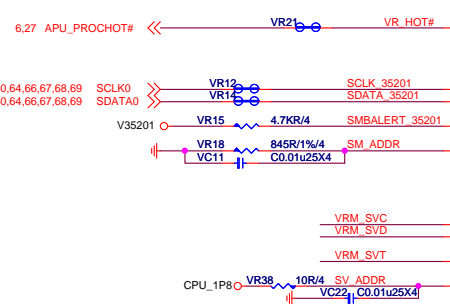 6,27 APU_PROCHOT# VR21 VR_HOT#
0,64,66,67,68,69 SCLK0 VR12 SCLK_35201
0,64,66,67,68,69 SDATA0 VR14 SDATA_35201
V35201 VR15 4.7KR/4 SMBALERT_35201
VR18 845R/1%/4 SM_ADDR
VC11 C0.01u25X4
VRM_SVC
VRM_SVD
VRM_SVT
CPU_1P8 VR38 10R/4 SV_ADDR
VC22 C0.01u25X4